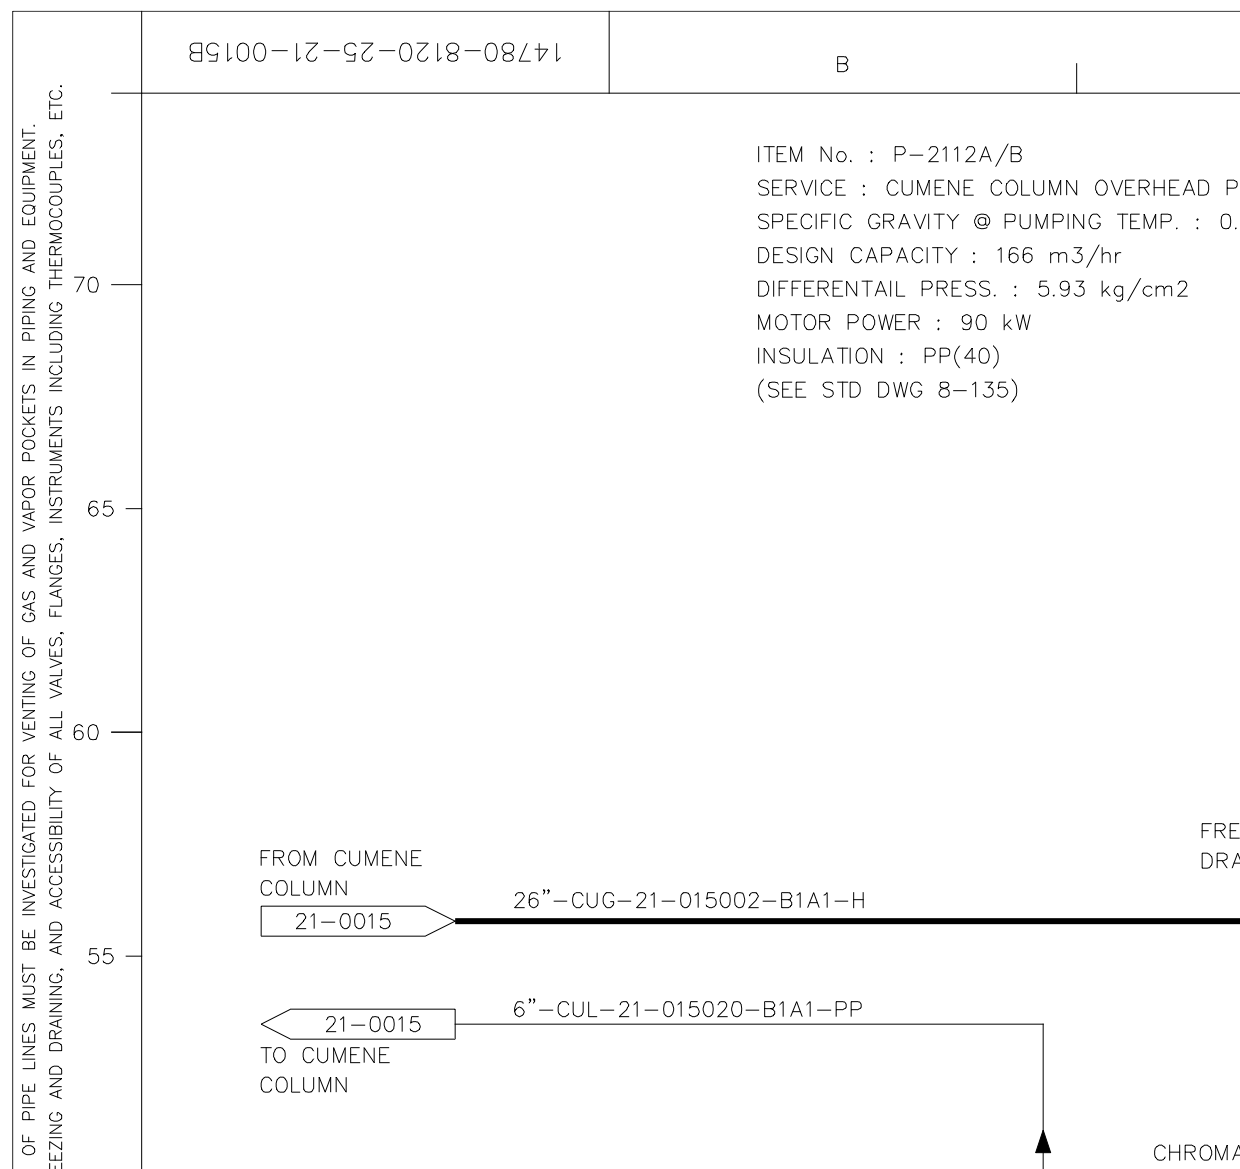 14780-8120-25-21-0015B
B
ITEM No. : P-2112A/B
SERVICE : CUMENE COLUMN OVERHEAD P
SPECIFIC GRAVITY @ PUMPING TEMP. : 0.
DESIGN CAPACITY : 166 m3/hr
DIFFERENTAIL PRESS. : 5.93 kg/cm2
MOTOR POWER : 90 kW
INSULATION : PP(40)
(SEE STD DWG 8-135)
OF PIPE LINES MUST BE INVESTIGATED FOR VENTING OF GAS AND VAPOR POCKETS IN PIPING AND EQUIPMENT.
EEZING AND DRAINING, AND ACCESSIBILITY OF ALL VALVES, FLANGES, INSTRUMENTS INCLUDING THERMOCOUPLES, ETC.
70
65
60
55
FRE
DRA
FROM CUMENE
COLUMN
21-0015
26"-CUG-21-015002-B1A1-H
21-0015
6"-CUL-21-015020-B1A1-PP
TO CUMENE
COLUMN
CHROMA